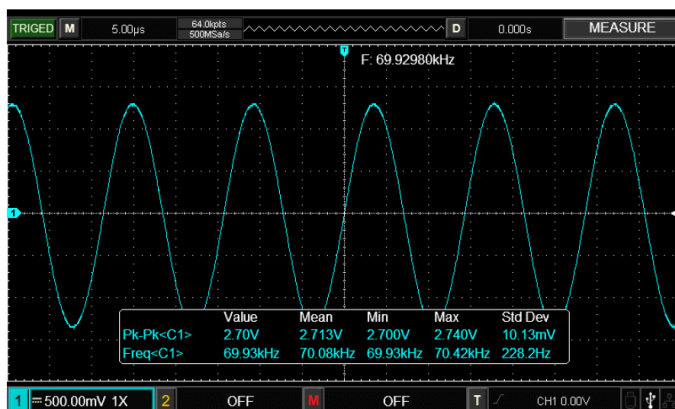 TRIGED M 5.00μs 64.0kpts 500MSa/s D 0.000s MEASURE
T
F: 69.92980kHz
1
Value Mean Min Max Std Dev
Pk-Pk<C1> 2.70V 2.713V 2.700V 2.740V 10.13mV
Freq<C1> 69.93kHz 70.08kHz 69.93kHz 70.42kHz 228.2Hz
1 500.00mV 1X 2 OFF M OFF T CH1 0.00V